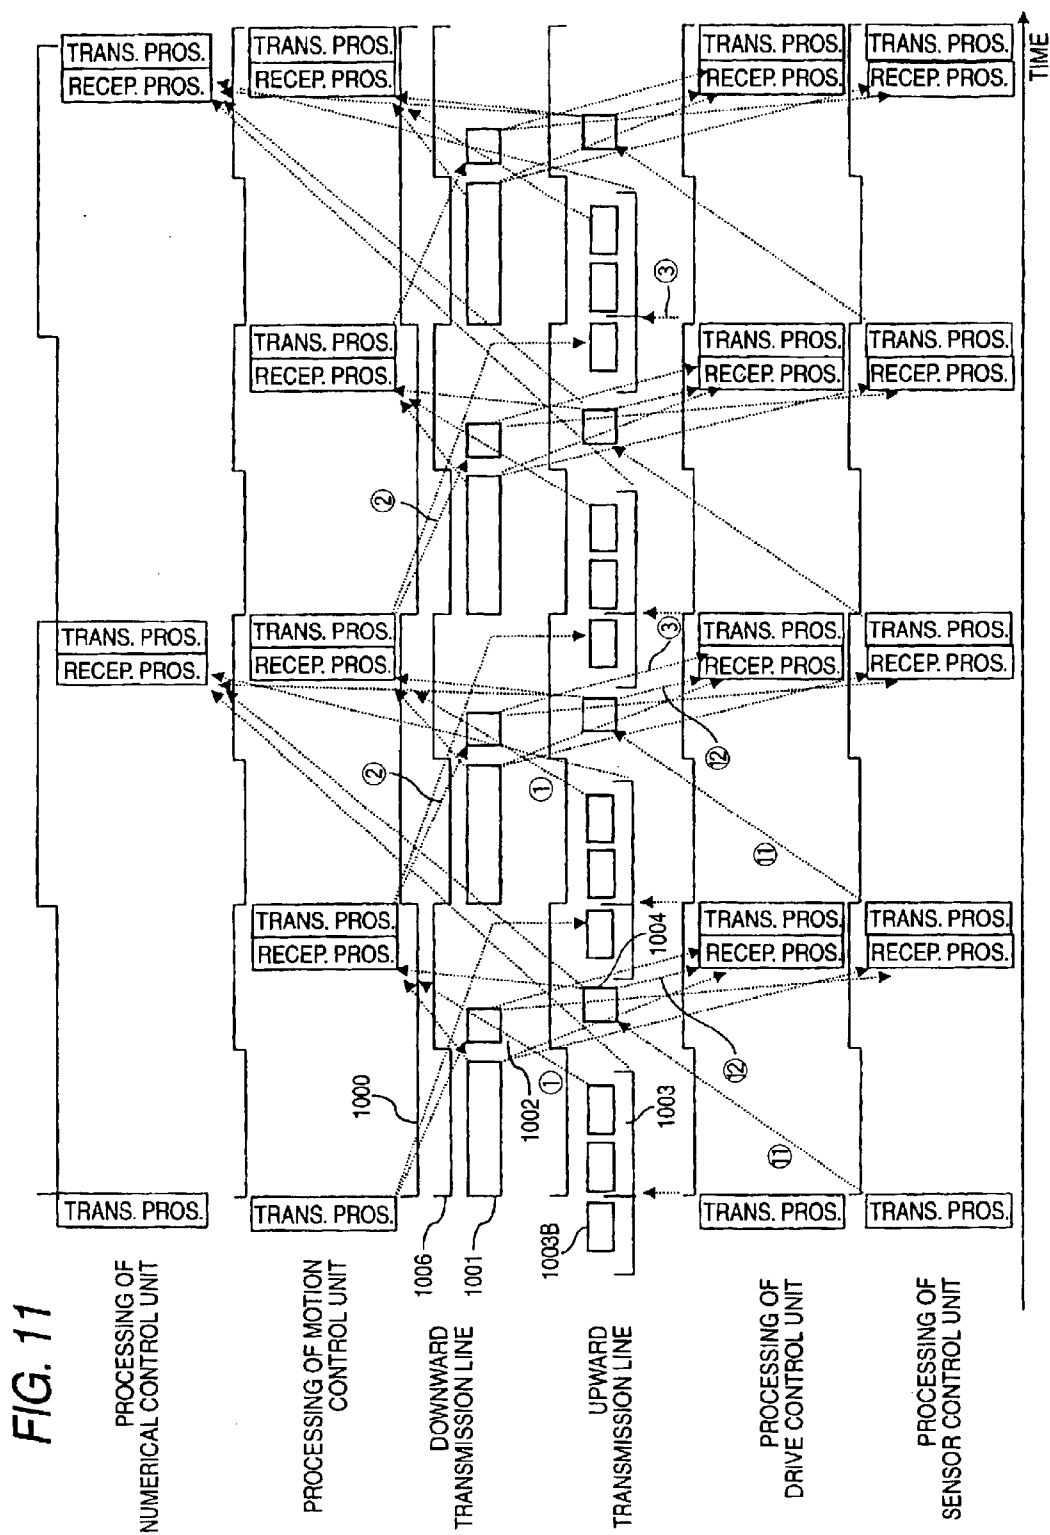 FIG. 11
PROCESSING OF
NUMERICAL CONTROL UNIT
TRANS. PROS.
TRANS. PROS.
RECEP. PROS.
TRANS. PROS.
RECEP. PROS.
PROCESSING OF MOTION
CONTROL UNIT
TRANS. PROS.
TRANS. PROS.
RECEP. PROS.
TRANS. PROS.
RECEP. PROS.
TRANS. PROS.
RECEP. PROS.
TRANS. PROS.
RECEP. PROS.
1000
②
②
DOWNWARD
TRANSMISSION LINE
1006
1001
1002
①
①
UPWARD
TRANSMISSION LINE
1003B
1003
1004
③
③
⑫
⑫
⑪
⑪
PROCESSING OF
DRIVE CONTROL UNIT
TRANS. PROS.
TRANS. PROS.
RECEP. PROS.
TRANS. PROS.
RECEP. PROS.
TRANS. PROS.
RECEP. PROS.
TRANS. PROS.
RECEP. PROS.
PROCESSING OF
SENSOR CONTROL UNIT
TRANS. PROS.
TRANS. PROS.
RECEP. PROS.
TRANS. PROS.
RECEP. PROS.
TRANS. PROS.
RECEP. PROS.
TRANS. PROS.
RECEP. PROS.
TIME